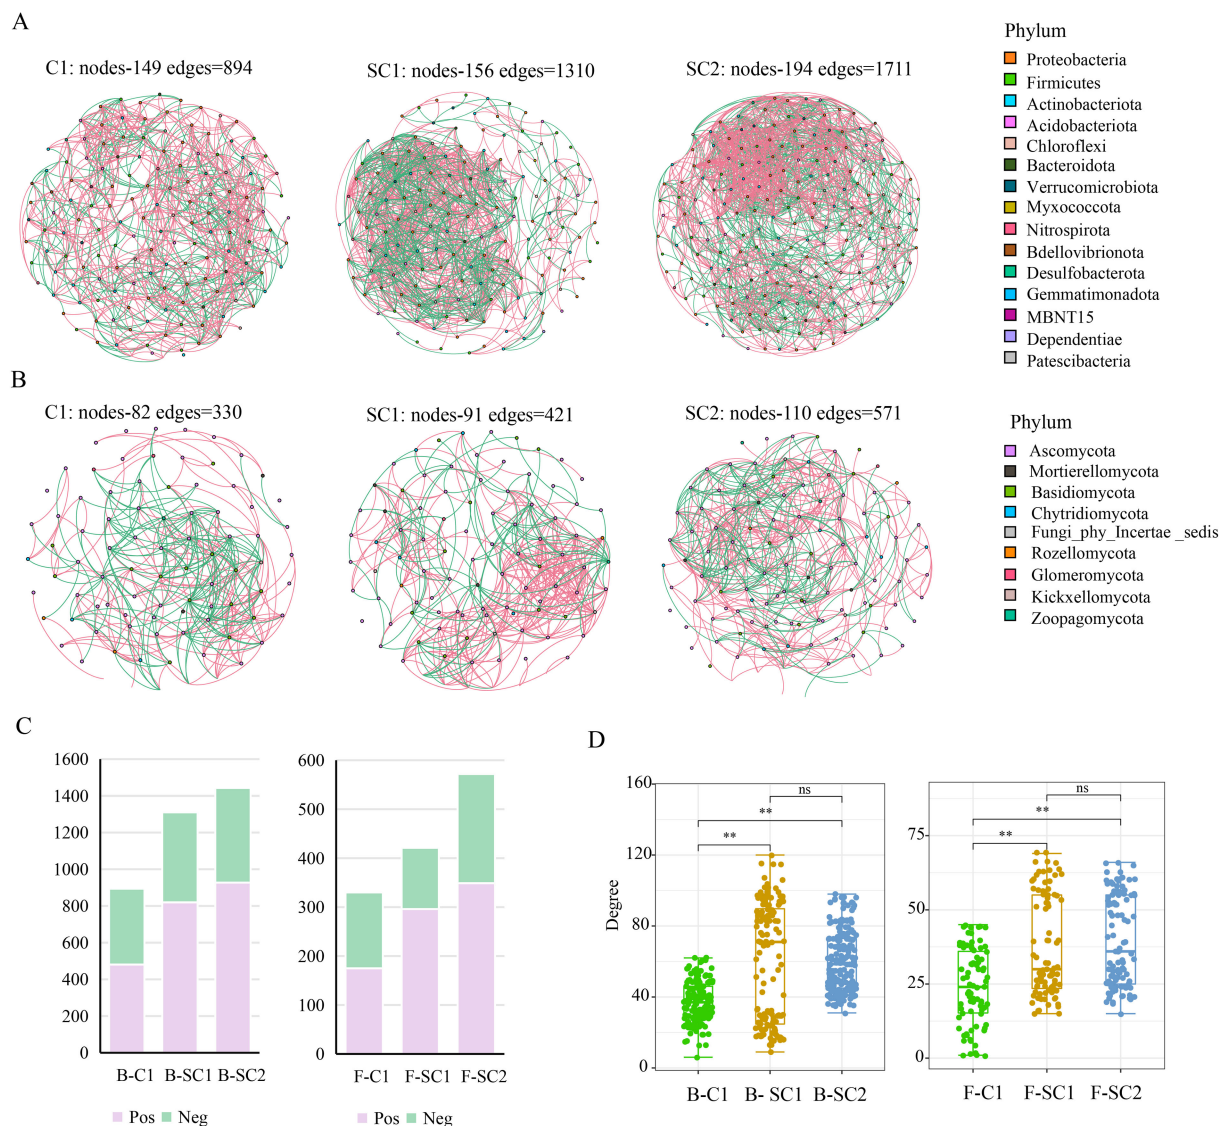 A
C1: nodes-149 edges=894
SC1: nodes-156 edges=1310
SC2: nodes-194 edges=1711
Phylum
Proteobacteria
Firmicutes
Actinobacteriota
Acidobacteriota
Chloroflexi
Bacteroidota
Verrucomicrobiota
Myxococcota
Nitrospirota
Bdellovibrionota
Desulfobacterota
Gemmatimonadota
MBNT15
Dependentiae
Patescibacteria
B
C1: nodes-82 edges=330
SC1: nodes-91 edges=421
SC2: nodes-110 edges=571
Phylum
Ascomycota
Mortierellomycota
Basidiomycota
Chytridiomycota
Fungi_phy_Incertae _sedis
Rozellomycota
Glomeromycota
Kickxellomycota
Zoopagomycota
C
1600
1400
1200
1000
800
600
400
200
0
B-C1 B-SC1 B-SC2
Pos Neg
600
500
400
300
200
100
0
F-C1 F-SC1 F-SC2
Pos Neg
D
Degree
160
120
80
40
0
ns
**
**
B-C1 B- SC1 B-SC2
75
50
25
0
ns
**
**
F-C1 F-SC1 F-SC2